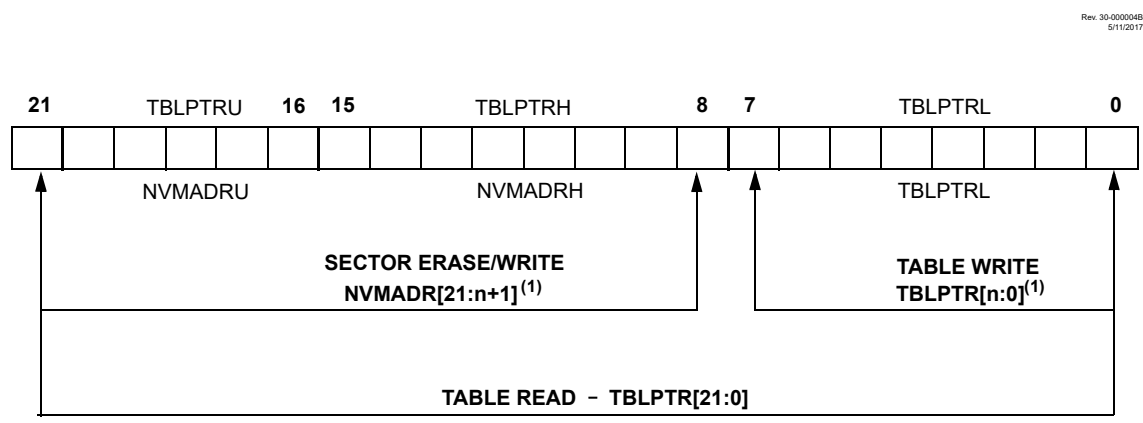 Rev. 30-000004B
5/11/2017
21 TBLPTRU 16 15 TBLPTRH 8 7 TBLPTRL 0
NVMADRU NVMADRH TBLPTRL
SECTOR ERASE/WRITE
NVMADR[21:n+1](1)
TABLE WRITE
TBLPTR[n:0](1)
TABLE READ – TBLPTR[21:0]